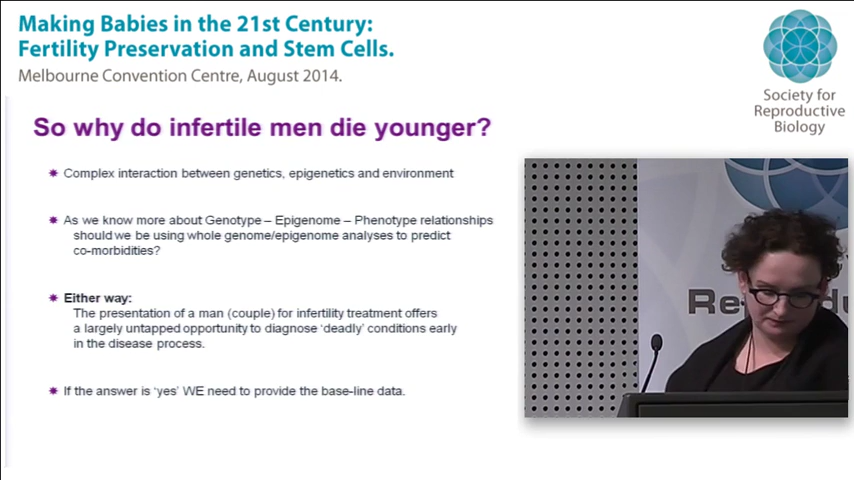 Making Babies in the 21st Century:
Fertility Preservation and Stem Cells.
Melbourne Convention Centre, August 2014.
Society for
Reproductive
Biology
So why do infertile men die younger?
Complex interaction between genetics, epigenetics and environment
As we know more about Genotype – Epigenome – Phenotype relationships
should we be using whole genome/epigenome analyses to predict
co-morbidities?
Either way:
The presentation of a man (couple) for infertility treatment offers
a largely untapped opportunity to diagnose ‘deadly’ conditions early
in the disease process.
If the answer is ‘yes’ WE need to provide the base-line data.